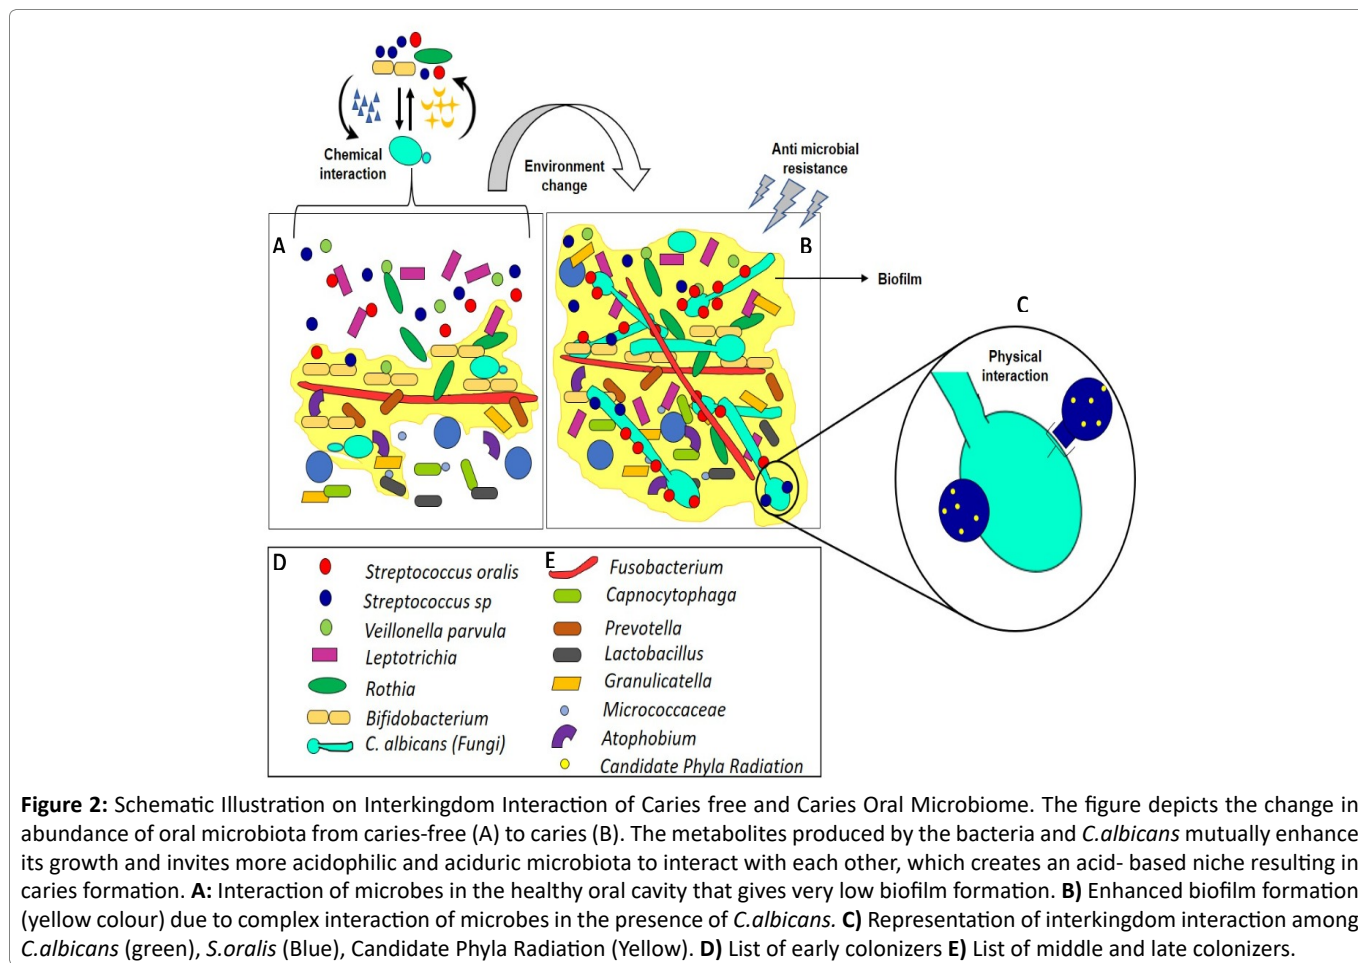 Chemical
interaction
Environment
change
Anti microbial
resistance
A
B
Biofilm
C
Physical
interaction
D
Streptococcus oralis
Streptococcus sp
Veillonella parvula
Leptotrichia
Rothia
Bifidobacterium
C. albicans (Fungi)
E
Fusobacterium
Capnocytophaga
Prevotella
Lactobacillus
Granulicatella
Micrococcaceae
Atophobium
Candidate Phyla Radiation
Figure 2: Schematic Illustration on Interkingdom Interaction of Caries free and Caries Oral Microbiome. The figure depicts the change in
abundance of oral microbiota from caries-free (A) to caries (B). The metabolites produced by the bacteria and C.albicans mutually enhance
its growth and invites more acidophilic and aciduric microbiota to interact with each other, which creates an acid- based niche resulting in
caries formation. A: Interaction of microbes in the healthy oral cavity that gives very low biofilm formation. B) Enhanced biofilm formation
(yellow colour) due to complex interaction of microbes in the presence of C.albicans. C) Representation of interkingdom interaction among
C.albicans (green), S.oralis (Blue), Candidate Phyla Radiation (Yellow). D) List of early colonizers E) List of middle and late colonizers.